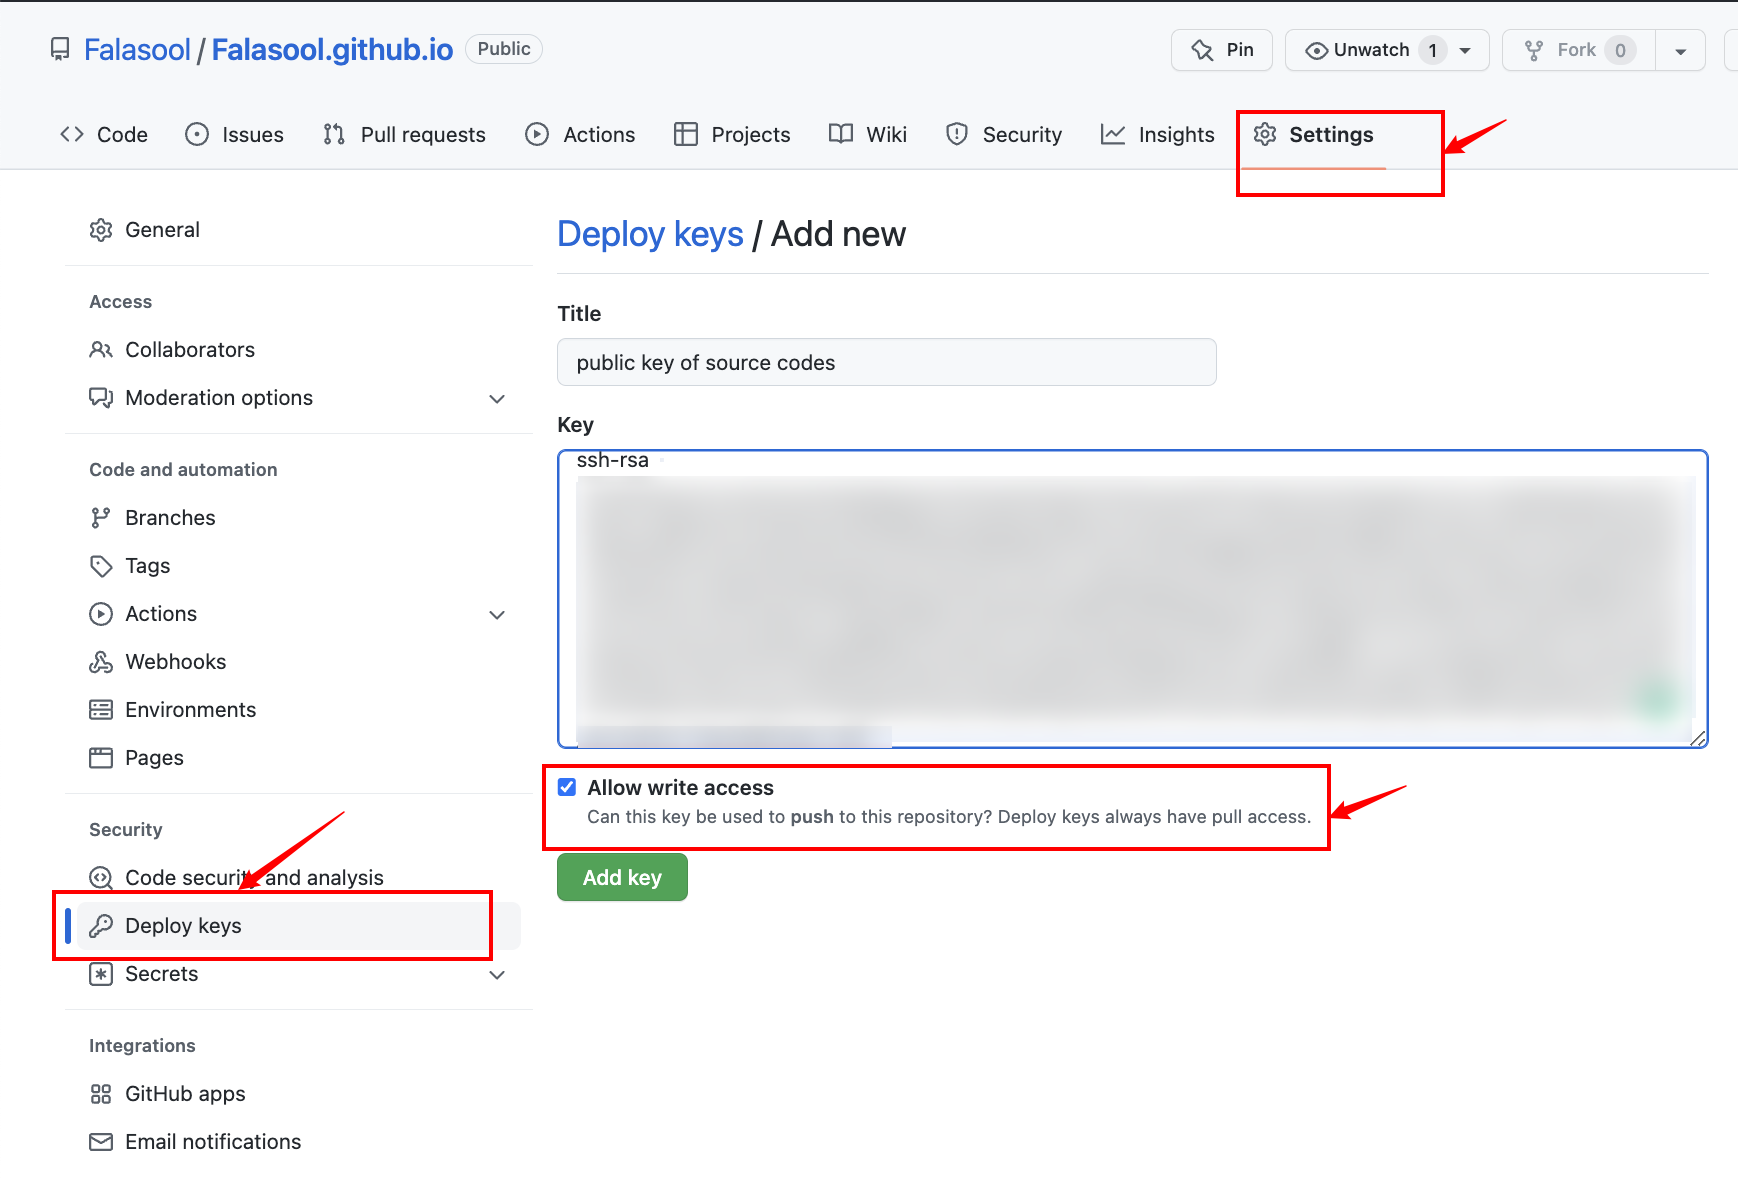 Falasool / Falasool.github.io Public
Pin
Unwatch 1
Fork 0
Code
Issues
Pull requests
Actions
Projects
Wiki
Security
Insights
Settings
General
Access
Collaborators
Moderation options
Code and automation
Branches
Tags
Actions
Webhooks
Environments
Pages
Security
Code security and analysis
Deploy keys
Secrets
Integrations
GitHub apps
Email notifications
Deploy keys / Add new
Title
public key of source codes
Key
ssh-rsa
Allow write access
Can this key be used to push to this repository? Deploy keys always have pull access.
Add key